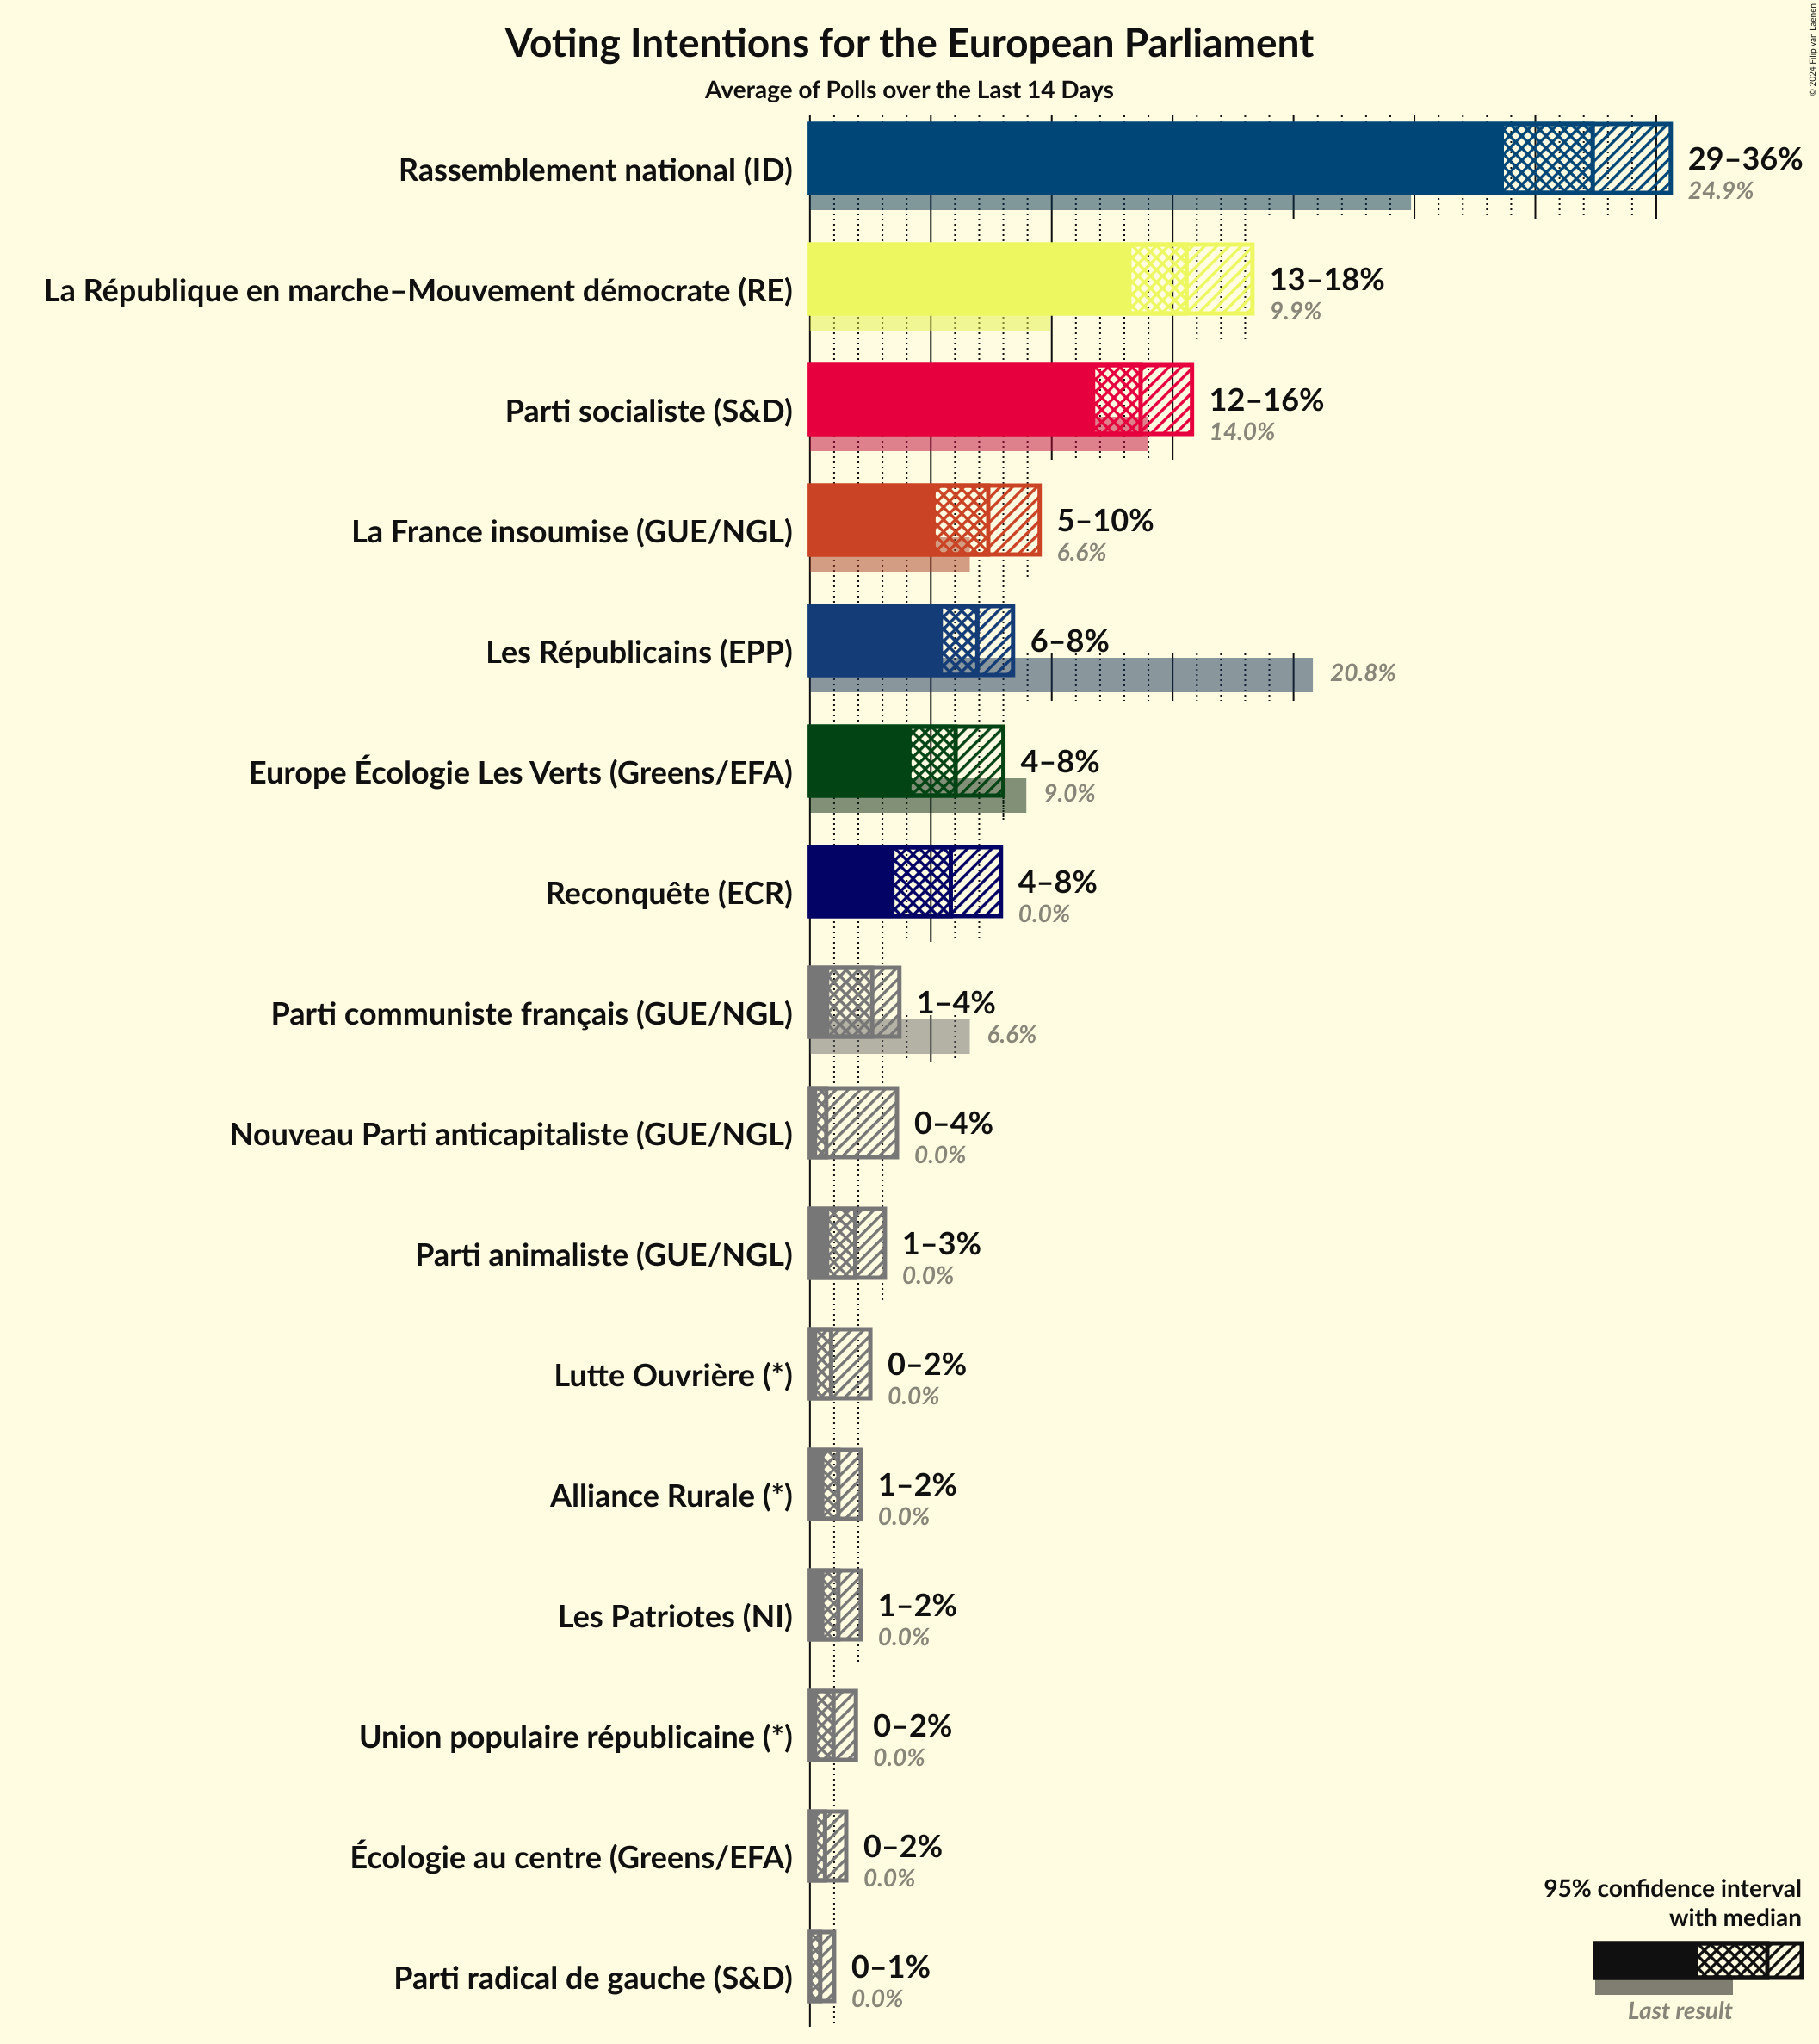 © 2024 Filip van Laenen
Voting Intentions for the European Parliament
Average of Polls over the Last 14 Days
Rassemblement national (ID)
29–36%
24.9%
La République en marche–Mouvement démocrate (RE)
13–18%
9.9%
Parti socialiste (S&D)
12–16%
14.0%
La France insoumise (GUE/NGL)
5–10%
6.6%
Les Républicains (EPP)
6–8%
20.8%
Europe Écologie Les Verts (Greens/EFA)
4–8%
9.0%
Reconquête (ECR)
4–8%
0.0%
Parti communiste français (GUE/NGL)
1–4%
6.6%
Nouveau Parti anticapitaliste (GUE/NGL)
0–4%
0.0%
Parti animaliste (GUE/NGL)
1–3%
0.0%
Lutte Ouvrière (*)
0–2%
0.0%
Alliance Rurale (*)
1–2%
0.0%
Les Patriotes (NI)
1–2%
0.0%
Union populaire républicaine (*)
0–2%
0.0%
Écologie au centre (Greens/EFA)
0–2%
0.0%
Parti radical de gauche (S&D)
0–1%
0.0%
95% confidence interval
with median
Last result